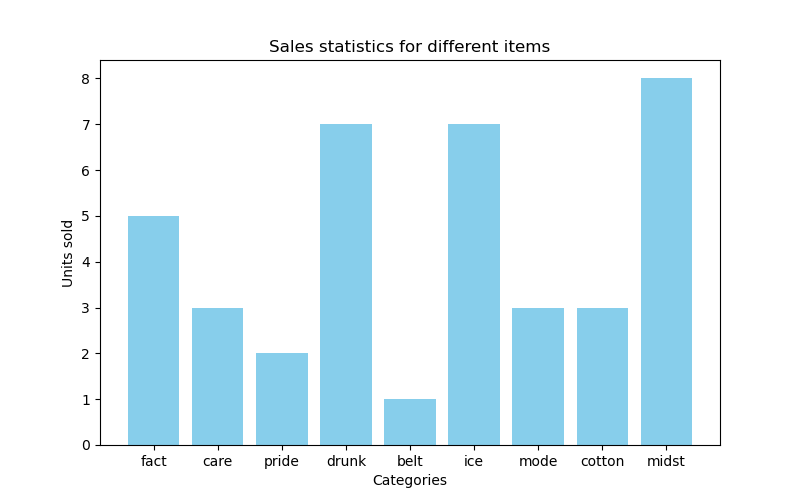 Sales statistics for different items
8
7
6
5
4
3
2
1
0
Units sold
fact care pride drunk belt ice mode cotton midst
Categories